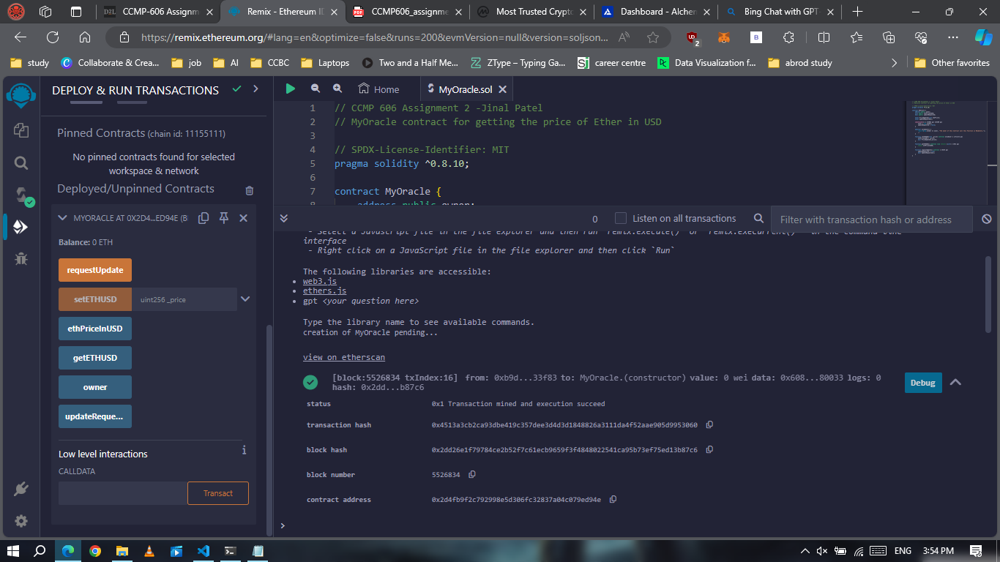 CCMP-606 Assignm
Remix - Ethereum ID
CCMP606_assignme
Most Trusted Crypto
Dashboard - Alchem
Bing Chat with GPT-
https://remix.ethereum.org/#lang=en&optimize=false&runs=200&evmVersion=null&version=soljson...
2
study
Collaborate & Crea...
job
AI
CCBC
Laptops
Two and a Half Me...
ZType – Typing Ga...
career centre
Data Visualization f...
abrod study
Other favorites
DEPLOY & RUN TRANSACTIONS
Pinned Contracts (chain id: 11155111)
No pinned contracts found for selected
workspace & network
Deployed/Unpinned Contracts
MYORACLE AT 0X2D4...ED94E (B
Balance: 0 ETH
requestUpdate
setETHUSD uint256 _price
ethPriceInUSD
getETHUSD
owner
updateReque...
Low level interactions
CALLDATA
Transact
Home
MyOracle.sol
1 // CCMP 606 Assignment 2 -Jinal Patel
2 // MyOracle contract for getting the price of Ether in USD
3
4 // SPDX-License-Identifier: MIT
5 pragma solidity ^0.8.10;
6
7 contract MyOracle {
8 address public owner;
0
Listen on all transactions
Filter with transaction hash or address
- Select a Javascript file in the file explorer and then run `remix.execute()` or `remix.exeCurrent()` in the command line
interface
- Right click on a JavaScript file in the file explorer and then click `Run`
The following libraries are accessible:
• web3.js
• ethers.js
• gpt <your question here>
Type the library name to see available commands.
creation of MyOracle pending...
view on etherscan
[block:5526834 txIndex:16] from: 0xb9d...33f83 to: MyOracle.(constructor) value: 0 wei data: 0x608...80033 logs: 0
hash: 0x2dd...b87c6
Debug
status 0x1 Transaction mined and execution succeed
transaction hash 0x4513a3cb2ca93dbe419c357dee3d4d3d1848826a3111da4f52aae905d9953060
block hash 0x2dd26e1f79784ce2b52f7c61ecb9659f3f4848022541ca95b73ef75ed13b87c6
block number 5526834
contract address 0x2d4fb9f2c792998e5d306fc32837a04c079ed94e
>
ENG
3:54 PM